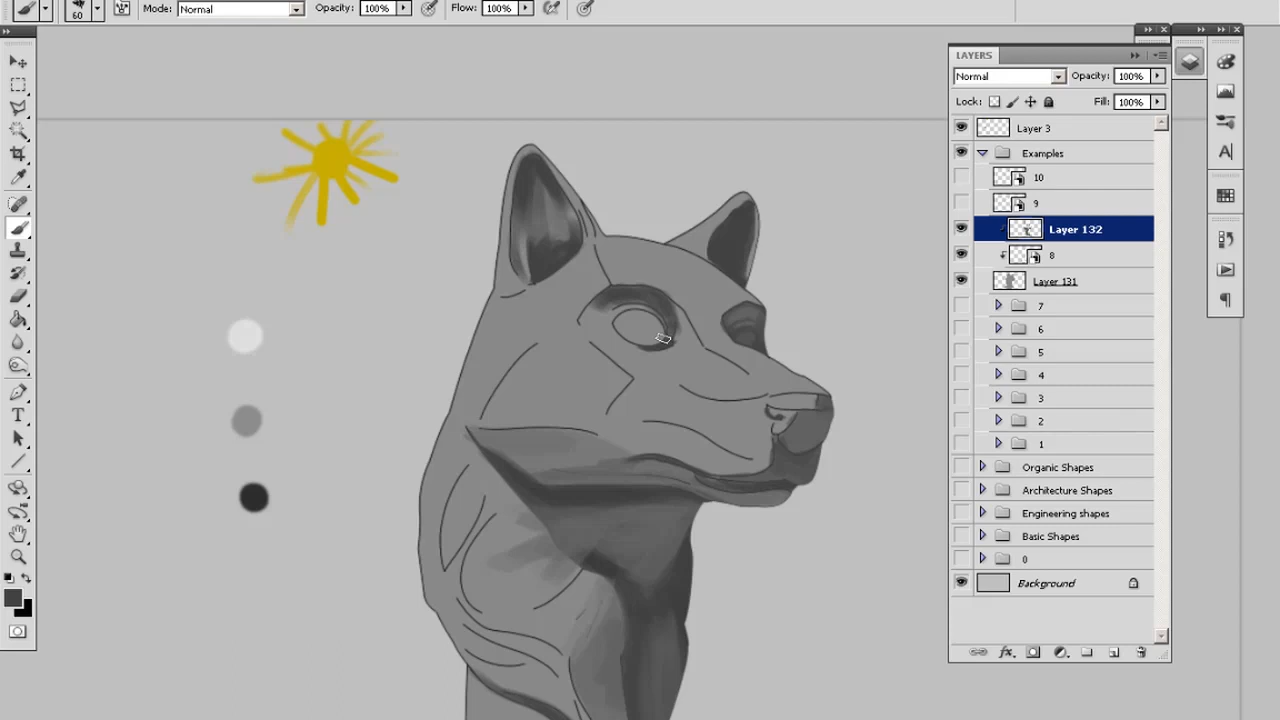 60
Mode: Normal
Opacity: 100%
Flow: 100%
LAYERS
Normal
Opacity: 100%
Lock:
Fill: 100%
Layer 3
Examples
10
9
Layer 132
8
Layer 131
7
6
5
4
3
2
1
Organic Shapes
Architecture Shapes
Engineering shapes
Basic Shapes
0
Background